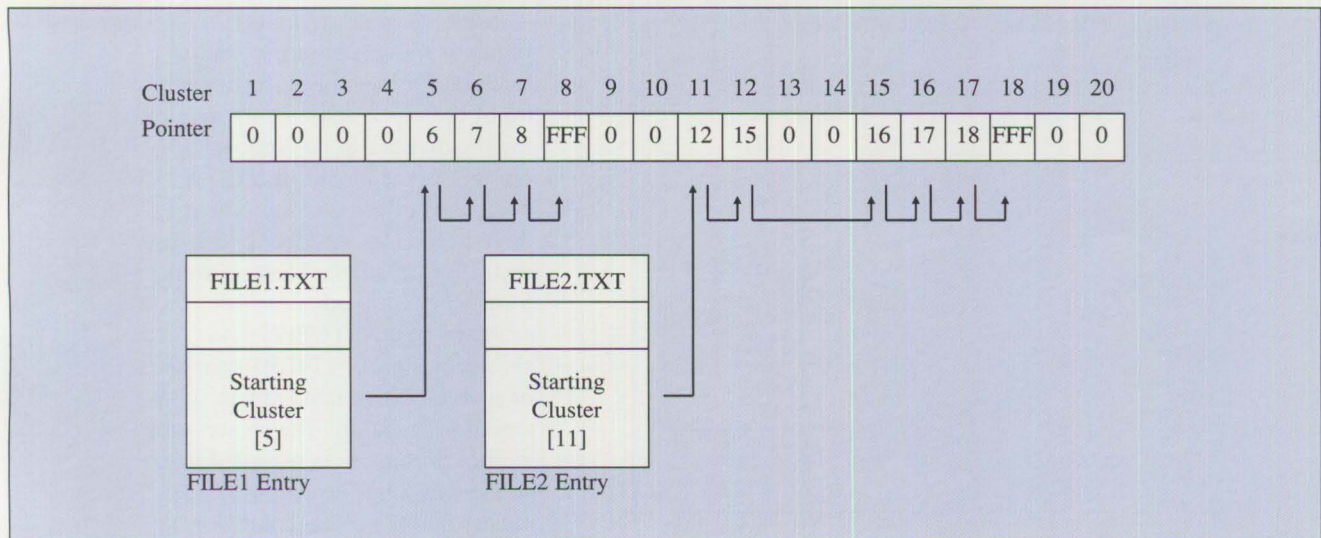 Cluster 1 2 3 4 5 6 7 8 9 10 11 12 13 14 15 16 17 18 19 20
Pointer 0 0 0 0 6 7 8 FFF 0 0 12 15 0 0 16 17 18 FFF 0 0
FILE1.TXT
Starting
Cluster
[5]
FILE1 Entry
FILE2.TXT
Starting
Cluster
[11]
FILE2 Entry